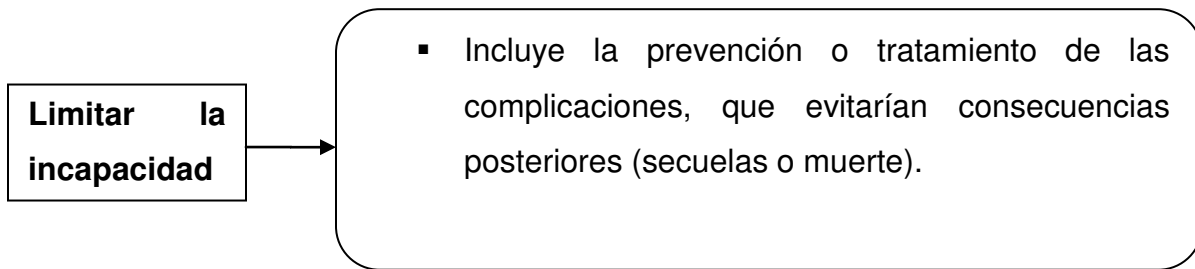 Limitar la
incapacidad
▪ Incluye la prevención o tratamiento de las
complicaciones, que evitarían consecuencias
posteriores (secuelas o muerte).